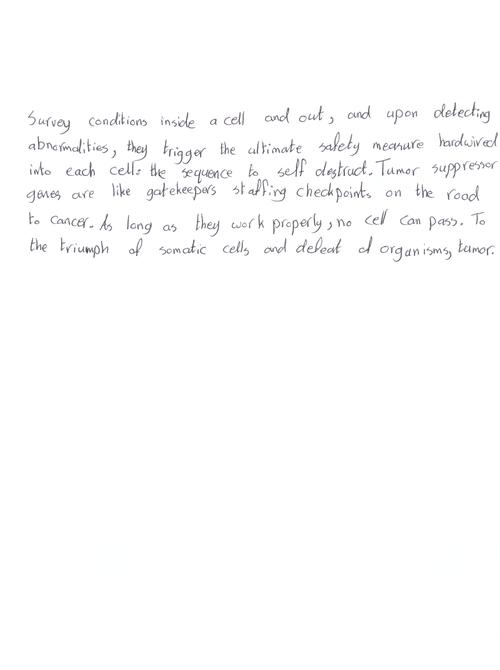 Survey conditions inside a cell and out, and upon detecting
abnormalities, they trigger the ultimate safety measure hardwired
into each cell: the sequence to self destruct. Tumor suppressor
genes are like gatekeepers staffing checkpoints on the road
to cancer. As long as they work properly, no cell can pass. To
the triumph of somatic cells and defeat of organisms, tumor.